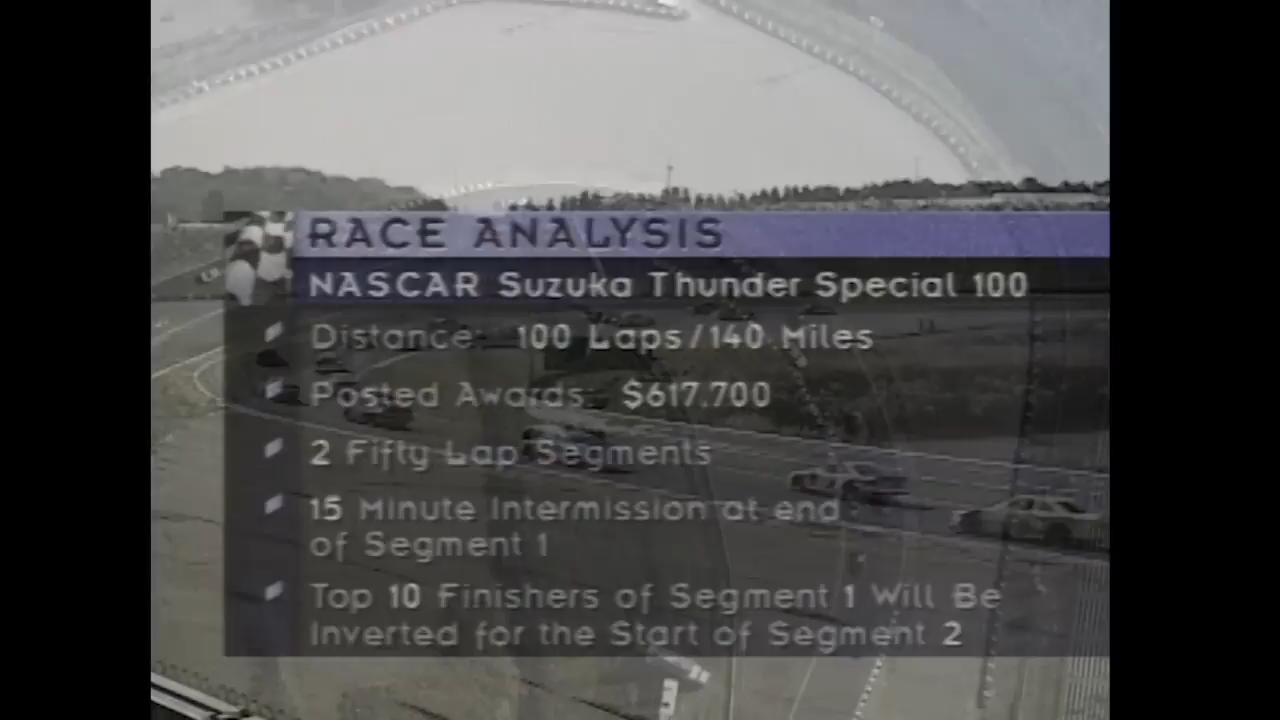 RACE ANALYSIS
NASCAR Suzuka Thunder Special 100
Distance: 100 Laps/140 Miles
Posted Awards: $617,700
2 Fifty Lap Segments
15 Minute Intermission at end
of Segment 1
Top 10 Finishers of Segment 1 Will Be
Inverted for the Start of Segment 2